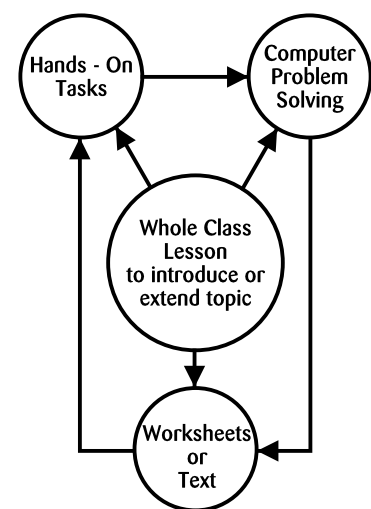 Hands - On
Tasks
Computer
Problem
Solving
Whole Class
Lesson
to introduce or
extend topic
Worksheets
or
Text